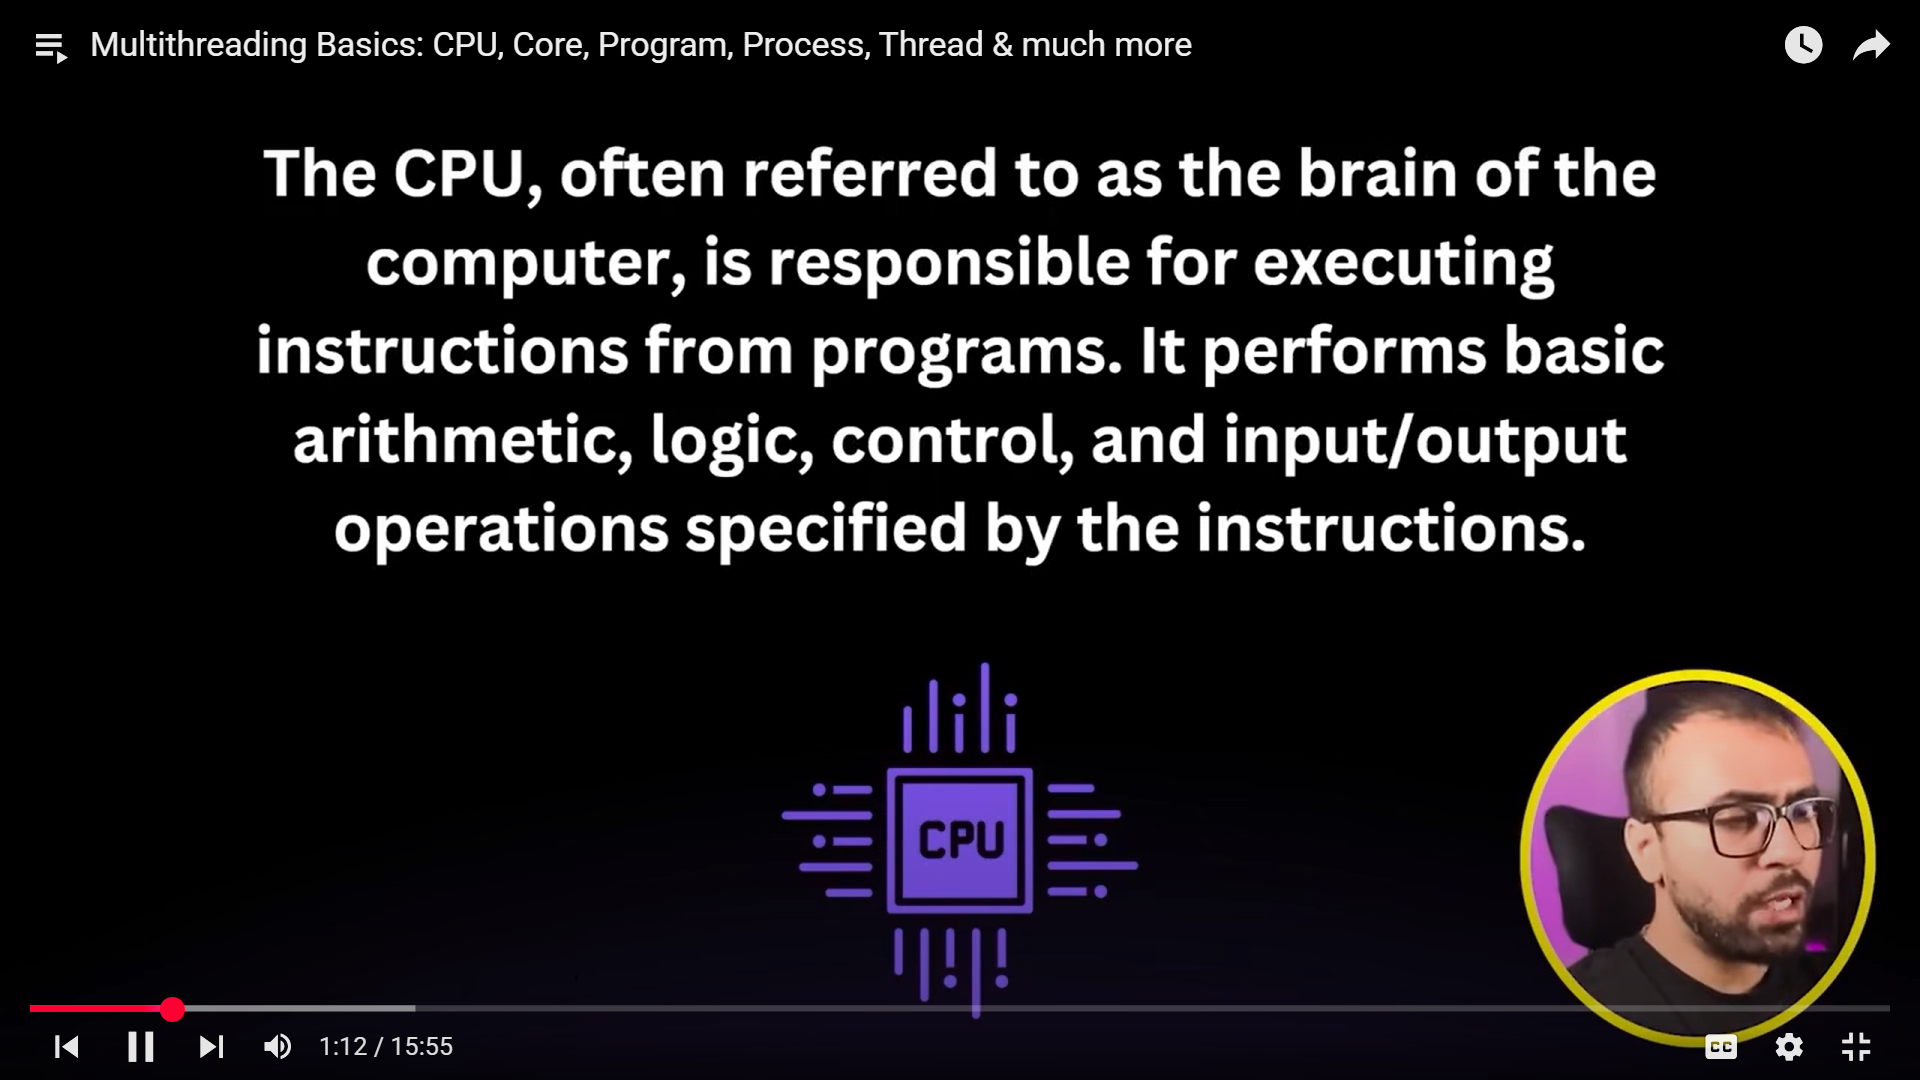 Multithreading Basics: CPU, Core, Program, Process, Thread & much more
The CPU, often referred to as the brain of the
computer, is responsible for executing
instructions from programs. It performs basic
arithmetic, logic, control, and input/output
operations specified by the instructions.
CPU
1:12 / 15:55
CC